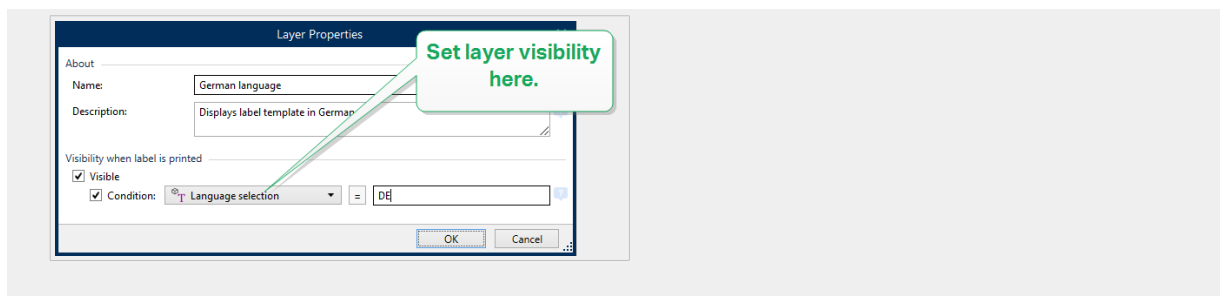 Layer Properties
Set layer visibility
here.
About
Name:
German language
Description:
Displays label template in German
Visibility when label is printed
Visible
Condition:
T Language selection
=
DE
OK
Cancel